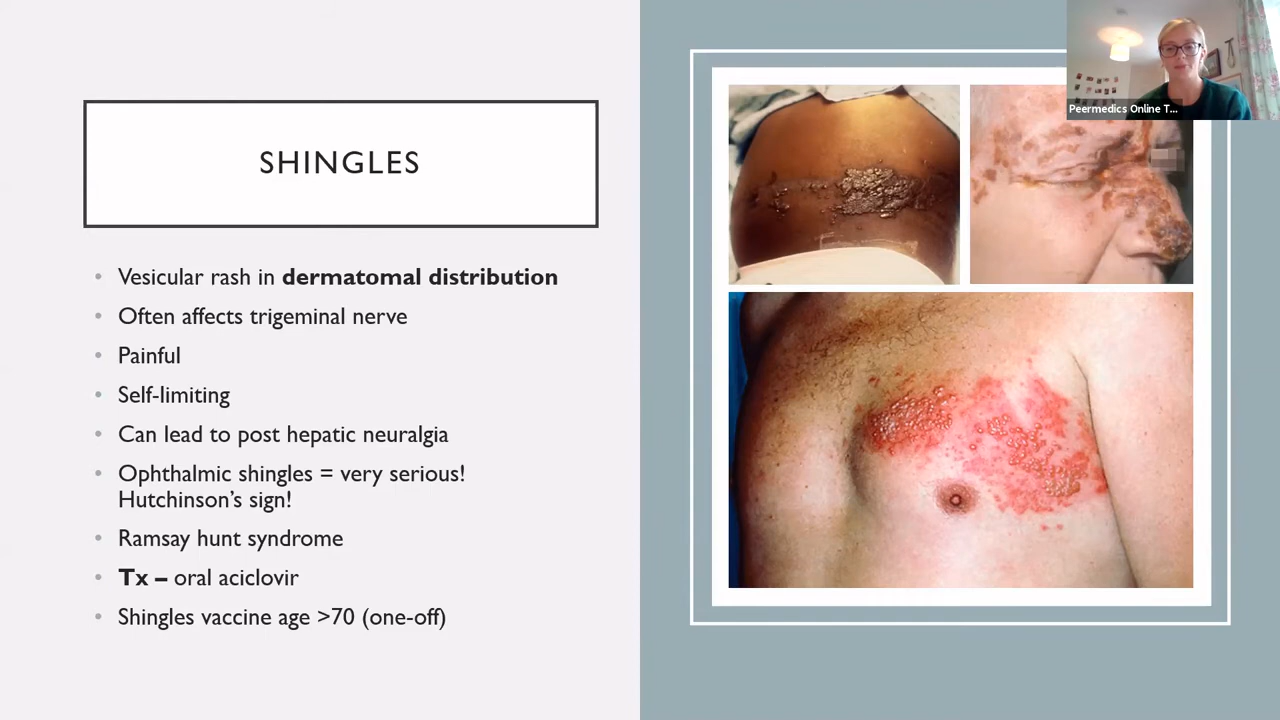 SHINGLES
• Vesicular rash in dermatomal distribution
• Often affects trigeminal nerve
• Painful
• Self-limiting
• Can lead to post hepatic neuralgia
• Ophthalmic shingles = very serious!
Hutchinson’s sign!
• Ramsay hunt syndrome
• Tx – oral aciclovir
• Shingles vaccine age >70 (one-off)
Peermedics Online T...